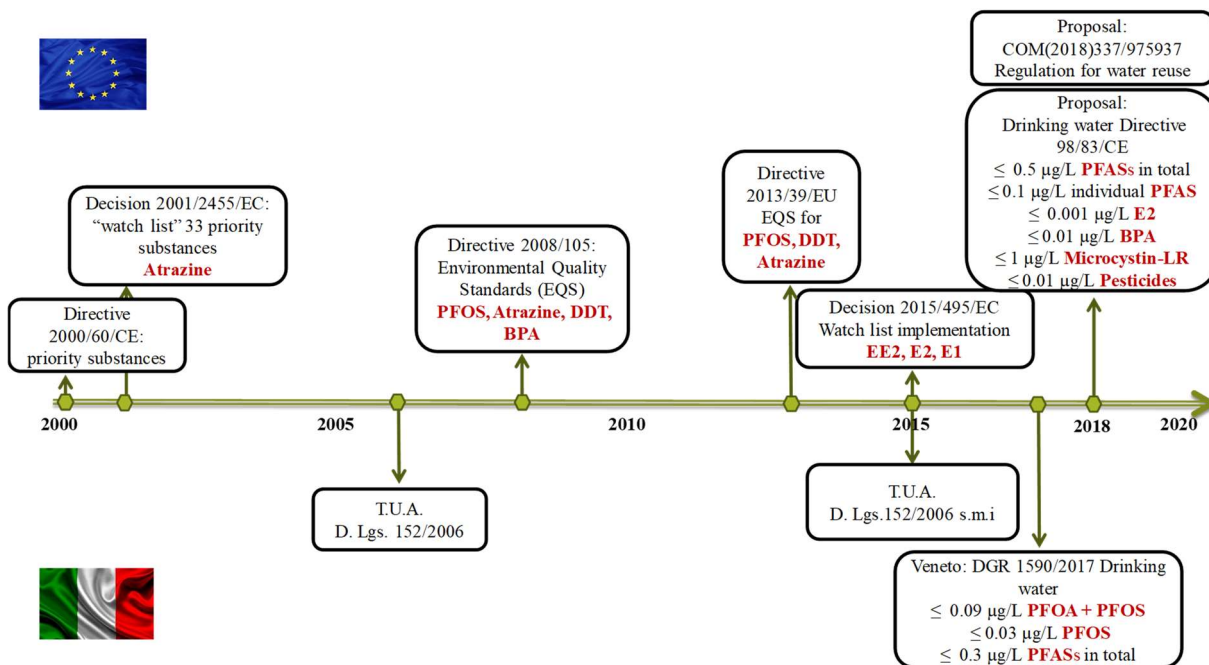 Proposal:
COM(2018)337/975937
Regulation for water reuse
Proposal:
Drinking water Directive
98/83/CE
≤ 0.5 µg/L PFASs in total
≤0.1 µg/L individual PFAS
≤ 0.001 µg/L E2
≤0.01 µg/L BPA
≤1 µg/L Microcystin-LR
≤0.01 µg/L Pesticides
Directive
2013/39/EU
EQS for
PFOS, DDT,
Atrazine
Decision 2001/2455/EC:
“watch list” 33 priority
substances
Atrazine
Directive 2008/105:
Environmental Quality
Standards (EQS)
PFOS, Atrazine, DDT,
BPA
Directive
2000/60/CE:
priority substances
Decision 2015/495/EC
Watch list implementation
EE2, E2, E1
2000
2005
2010
2015
2018
2020
T.U.A.
D. Lgs. 152/2006
T.U.A.
D. Lgs.152/2006 s.m.i
Veneto: DGR 1590/2017 Drinking
water
≤ 0.09 µg/L PFOA + PFOS
≤0.03 µg/L PFOS
≤ 0.3 µg/L PFASs in total